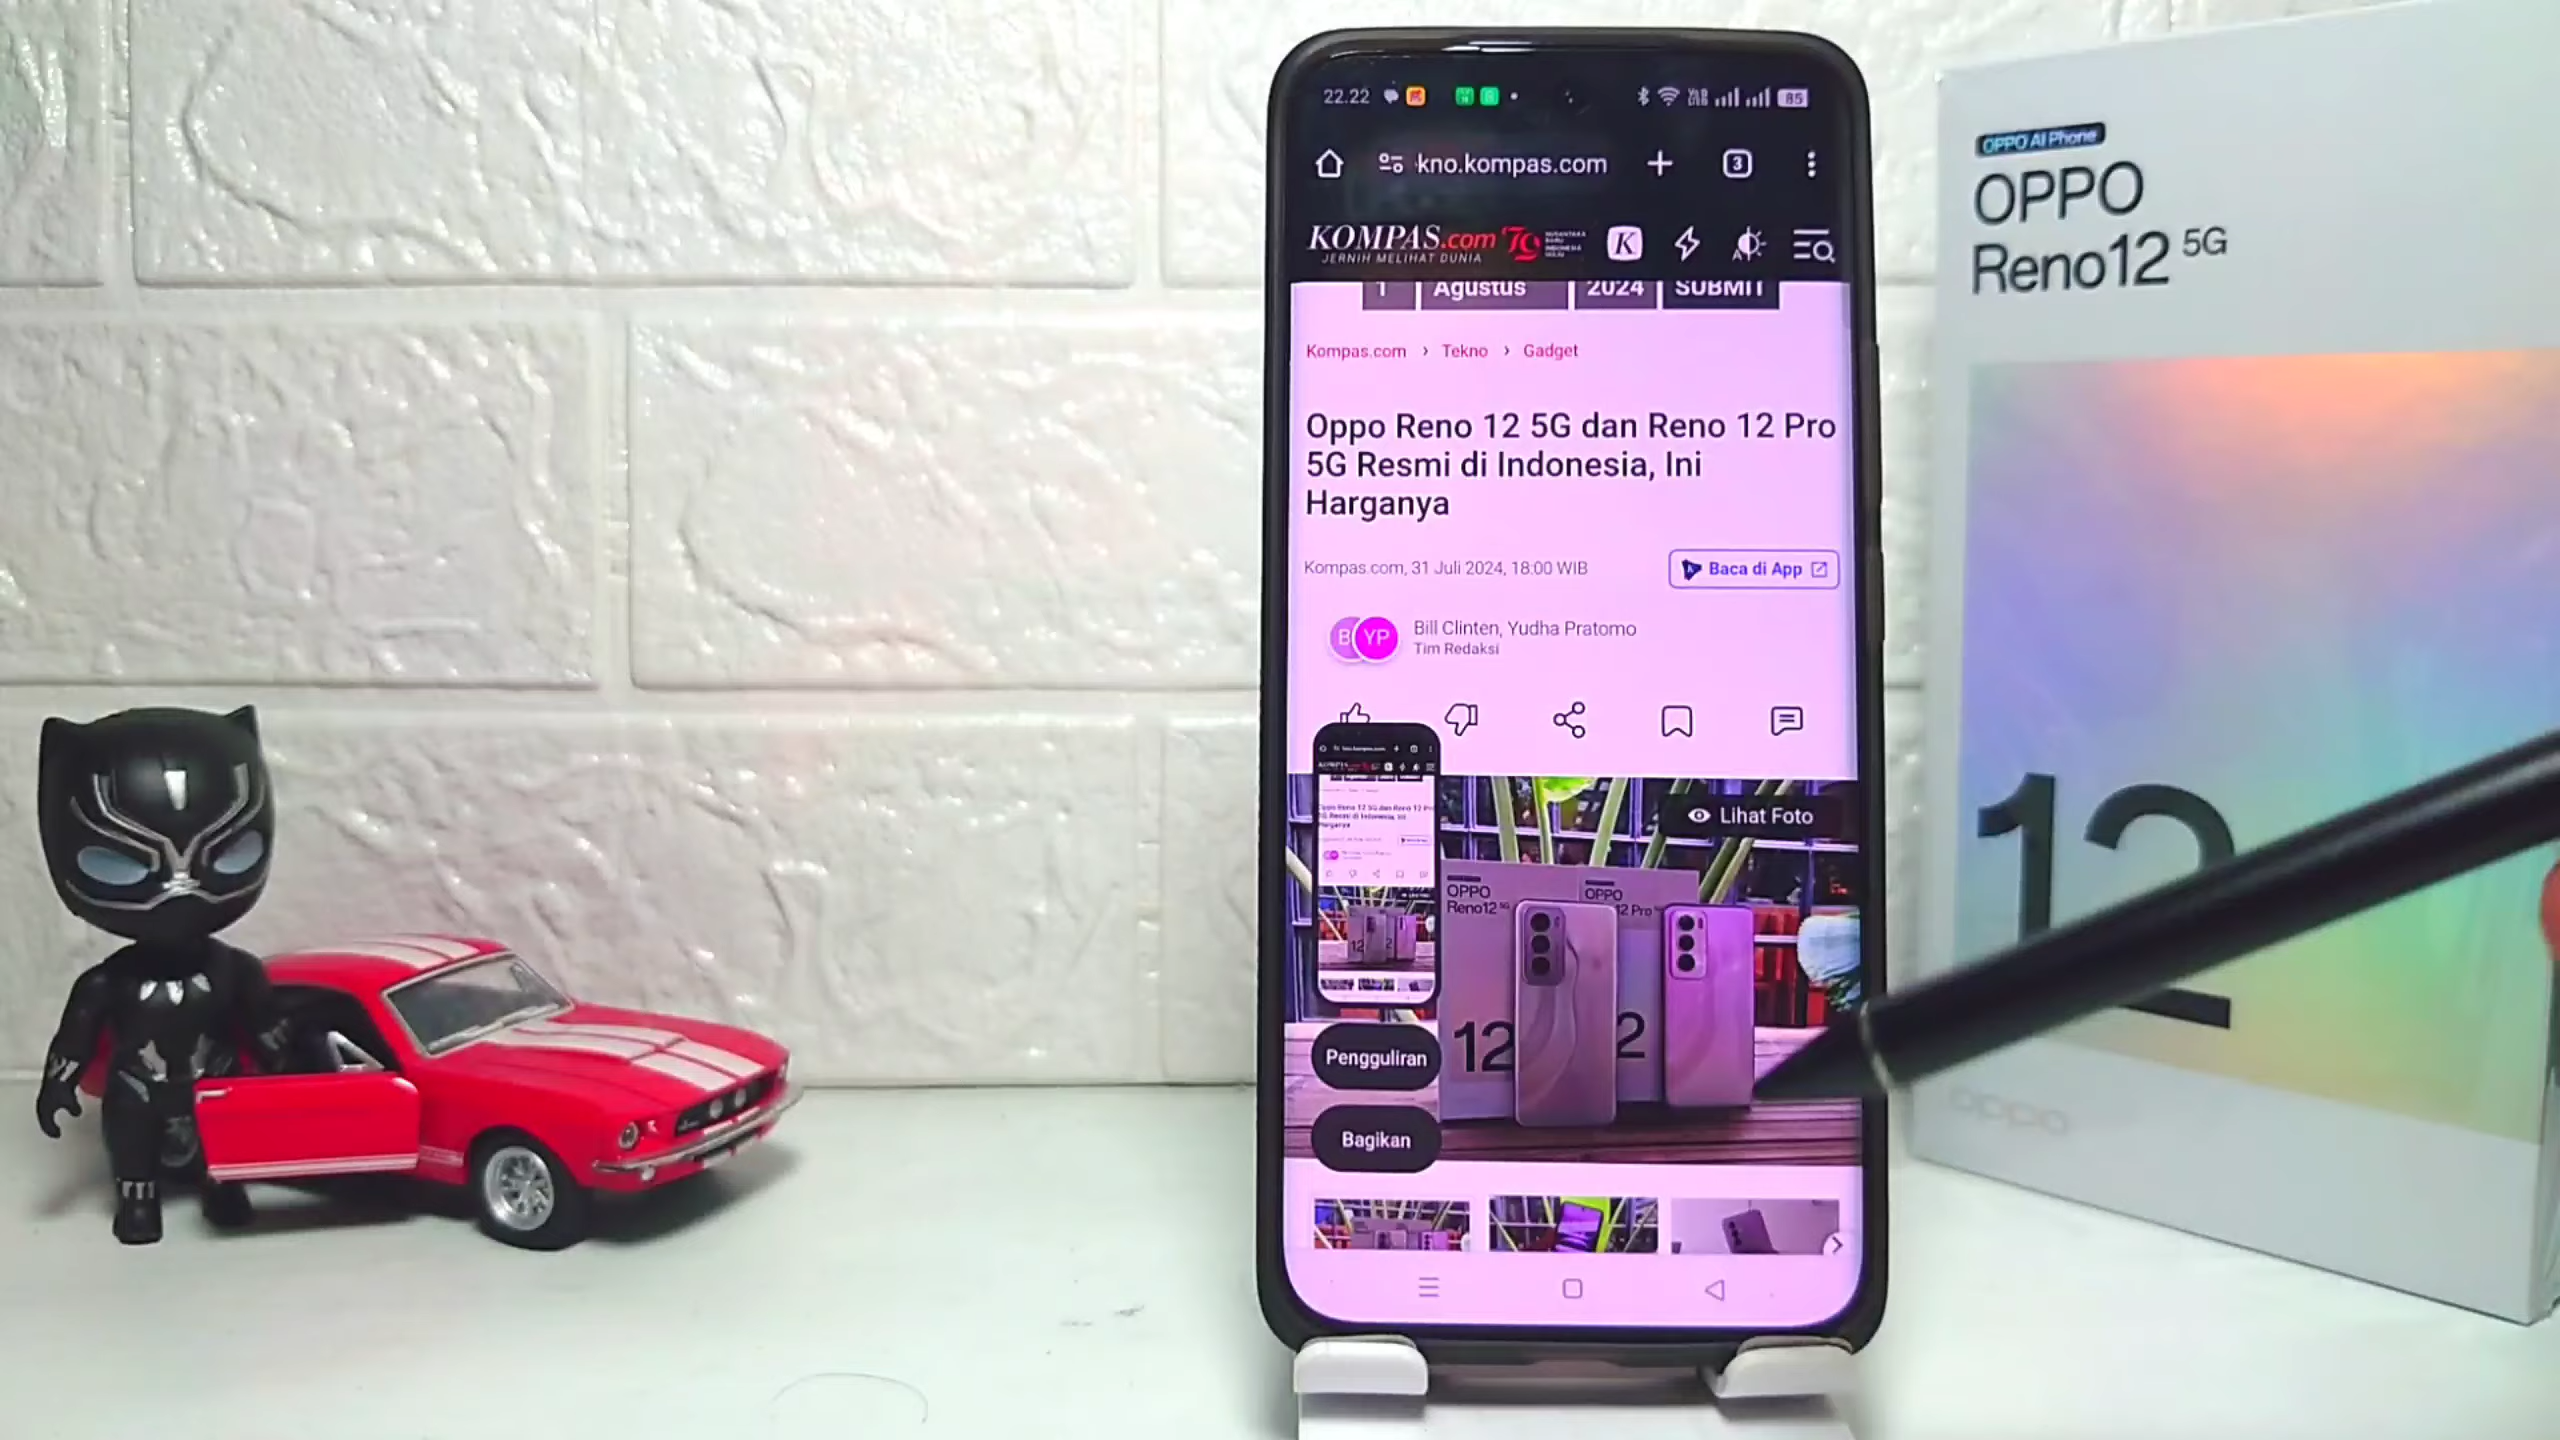 22.22
85
kno.kompas.com
3
KOMPAS.com
JERNIH MELIHAT DUNIA
K
1 Agustus 2024 SUBMIT
Kompas.com › Tekno › Gadget
Oppo Reno 12 5G dan Reno 12 Pro
5G Resmi di Indonesia, Ini
Harganya
Kompas.com, 31 Juli 2024, 18:00 WIB
Baca di App
B YP
Bill Clinten, Yudha Pratomo
Tim Redaksi
Lihat Foto
OPPO
Reno12 5G
OPPO
12 Pro
12
2
Pengguliran
Bagikan
OPPO AI Phone
OPPO
Reno12 5G
12
oppo